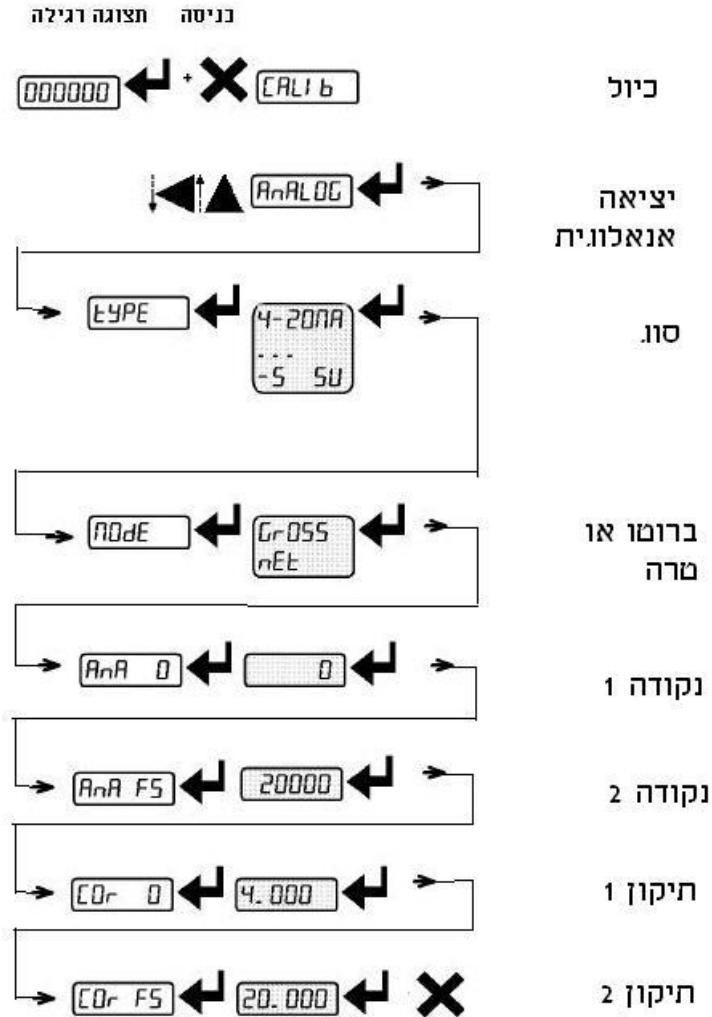 תצוגה רגילה כניסה
000000 + CALI b כיול
AnALOG יציאה
אנאלוגית
tYPE 4-20MA סוג
...
-5 5U
MOdE GrOSS ברוטו או
nEt טרה
AnA 0 0 נקודה 1
AnA FS 20000 נקודה 2
COr 0 4.000 תיקון 1
COr FS 20.000 תיקון 2